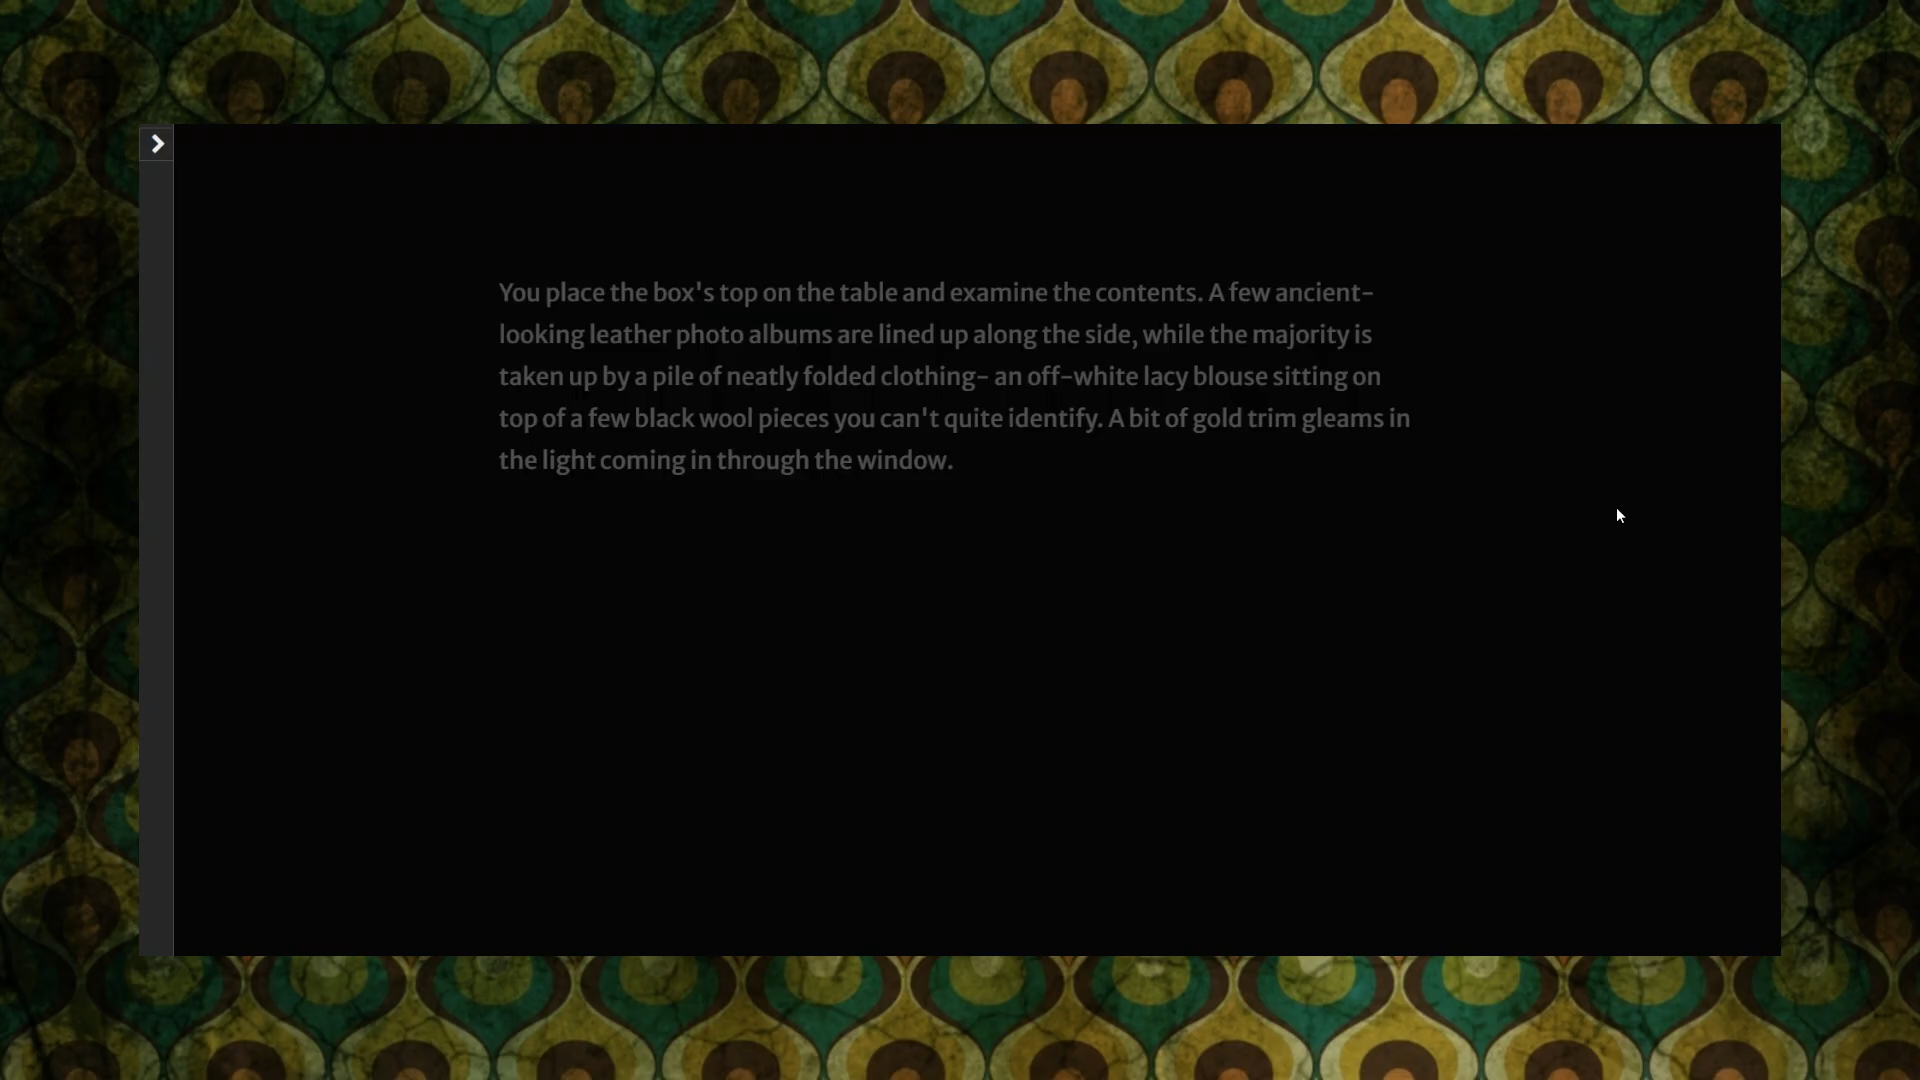 You place the box's top on the table and examine the contents. A few ancient-
looking leather photo albums are lined up along the side, while the majority is
taken up by a pile of neatly folded clothing- an off-white lacy blouse sitting on
top of a few black wool pieces you can't quite identify. A bit of gold trim gleams in
the light coming in through the window.